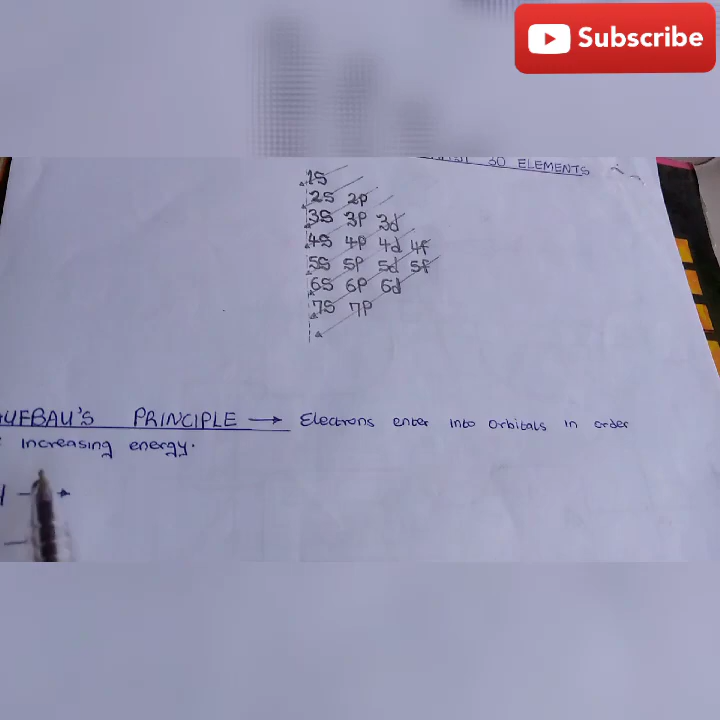 Subscribe
30 ELEMENTS
1S
2S 2P
3S 3P 3d
4S 4P 4d 4f
5S 5P 5d 5f
6S 6P 6d
7S 7P
UFBAU'S PRINCIPLE → Electrons enter into orbitals in order
increasing energy.